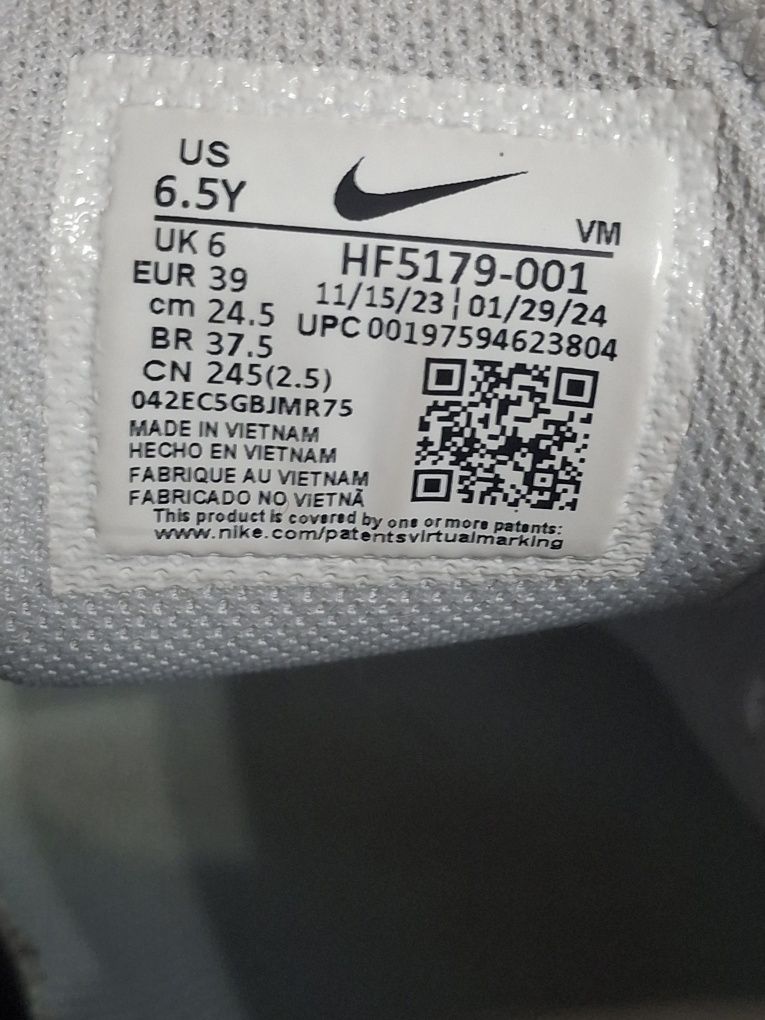 US
6.5Y
VM
UK 6
EUR 39
cm 24.5
BR 37.5
CN 245(2.5)
HF5179-001
11/15/23 ¦ 01/29/24
UPC 00197594623804
042EC5GBJMR75
MADE IN VIETNAM
HECHO EN VIETNAM
FABRIQUE AU VIETNAM
FABRICADO NO VIETNÃ
This product is covered by one or more patents:
www.nike.com/patentsvirtualmarking